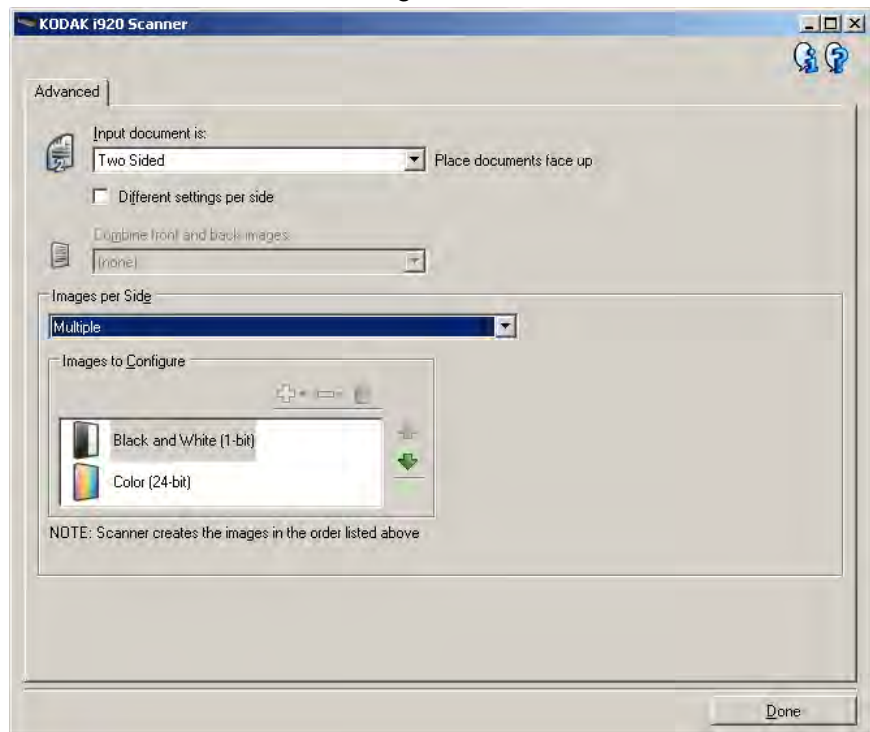 KODAK i920 Scanner
Advanced
Input document is:
Two Sided
Place documents face up
Different settings per side
Combine front and back images:
(none)
Images per Side
Multiple
Images to Configure
Black and White (1-bit)
Color (24-bit)
NOTE: Scanner creates the images in the order listed above
Done